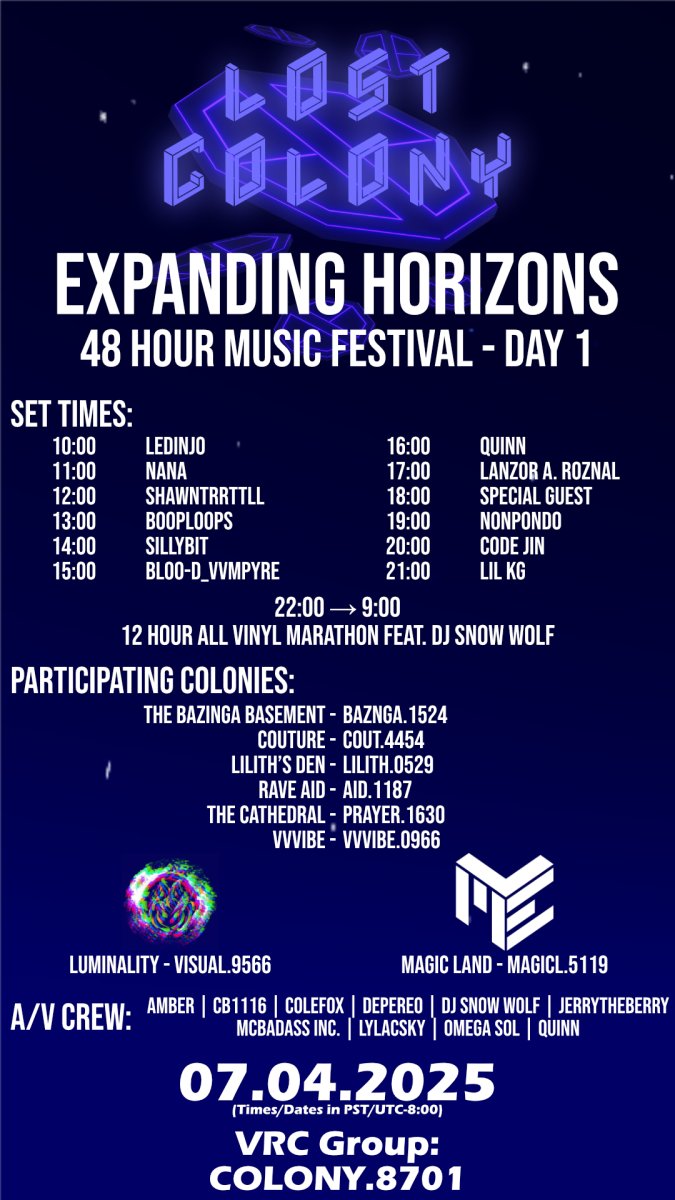 LOST
COLONY
EXPANDING HORIZONS
48 HOUR MUSIC FESTIVAL - DAY 1
SET TIMES:
10:00 LEDINJO
11:00 NANA
12:00 SHAWNTRRTTLL
13:00 BOOPLOOPS
14:00 SILLYBIT
15:00 BLOO-D_VVMPYRE
16:00 QUINN
17:00 LANZOR A. ROZNAL
18:00 SPECIAL GUEST
19:00 NONPONDO
20:00 CODE JIN
21:00 LIL KG
22:00 → 9:00
12 HOUR ALL VINYL MARATHON FEAT. DJ SNOW WOLF
PARTICIPATING COLONIES:
THE BAZINGA BASEMENT - BAZNGA.1524
COUTURE - COUT.4454
LILITH'S DEN - LILITH.0529
RAVE AID - AID.1187
THE CATHEDRAL - PRAYER.1630
VVVIBE - VVVIBE.0966
LUMINALITY - VISUAL.9566
ME
MAGIC LAND - MAGICL.5119
A/V CREW:
AMBER | CB1116 | COLEFOX | DEPEREO | DJ SNOW WOLF | JERRYTHEBERRY
MCBADASS INC. | LYLACSKY | OMEGA SOL | QUINN
07.04.2025
(Times/Dates in PST/UTC-8:00)
VRC Group:
COLONY.8701